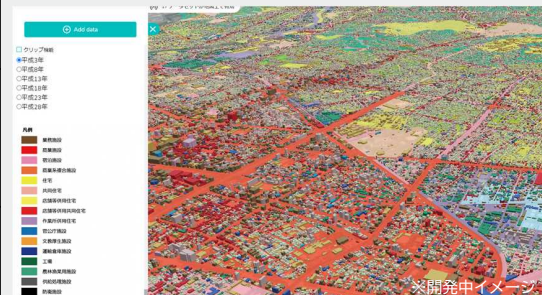 Add data
クリップ機能
平成3年
平成8年
平成13年
平成18年
平成23年
平成28年
凡例
業務施設
商業施設
宿泊施設
商業系複合施設
住宅
共同住宅
店舗等併用住宅
店舗等併用共同住宅
作業所併用住宅
官公庁施設
文教厚生施設
運輸倉庫施設
工場
農林漁業用施設
供給処理施設
防衛施設
※開発中イメージ